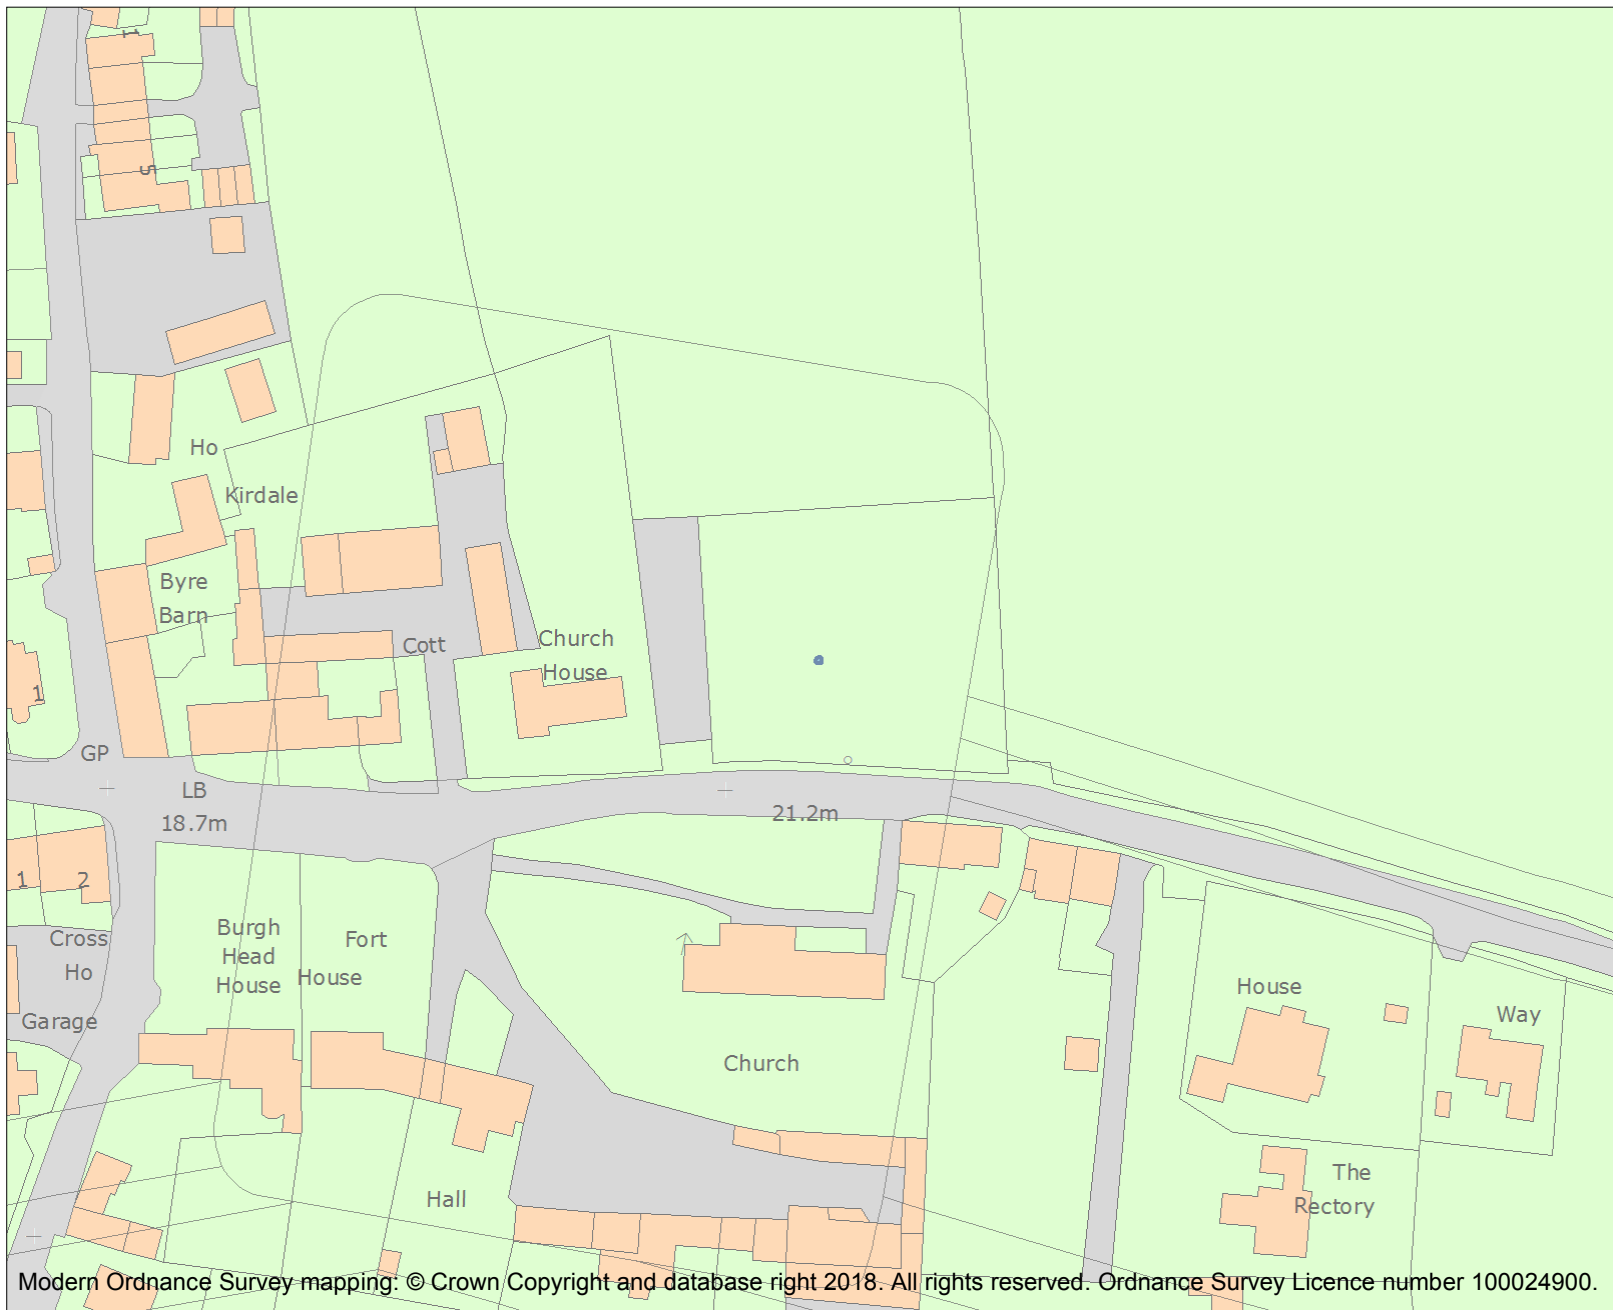 1
5
Ho
Kirdale
Byre
Barn
Cott
Church
House
1
GP
LB
18.7m
21.2m
1
2
Cross
Ho
Garage
Burgh
Head
House
Fort
House
Church
House
Way
Hall
The
Rectory
Modern Ordnance Survey mapping: © Crown Copyright and database right 2018. All rights reserved. Ordnance Survey Licence number 100024900.